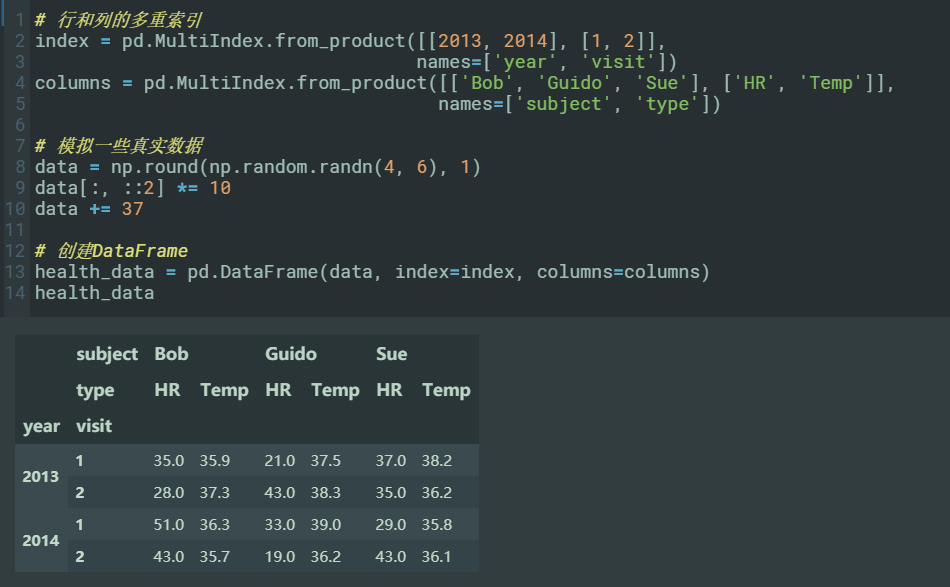 1 # 行和列的多重索引
2 index = pd.MultiIndex.from_product([[2013, 2014], [1, 2]],
3 names=['year', 'visit'])
4 columns = pd.MultiIndex.from_product([['Bob', 'Guido', 'Sue'], ['HR', 'Temp']],
5 names=['subject', 'type'])
6
7 # 模拟一些真实数据
8 data = np.round(np.random.randn(4, 6), 1)
9 data[:, ::2] *= 10
10 data += 37
11
12 # 创建DataFrame
13 health_data = pd.DataFrame(data, index=index, columns=columns)
14 health_data
subject Bob Guido Sue
type HR Temp HR Temp HR Temp
year visit
2013 1 35.0 35.9 21.0 37.5 37.0 38.2
2 28.0 37.3 43.0 38.3 35.0 36.2
2014 1 51.0 36.3 33.0 39.0 29.0 35.8
2 43.0 35.7 19.0 36.2 43.0 36.1